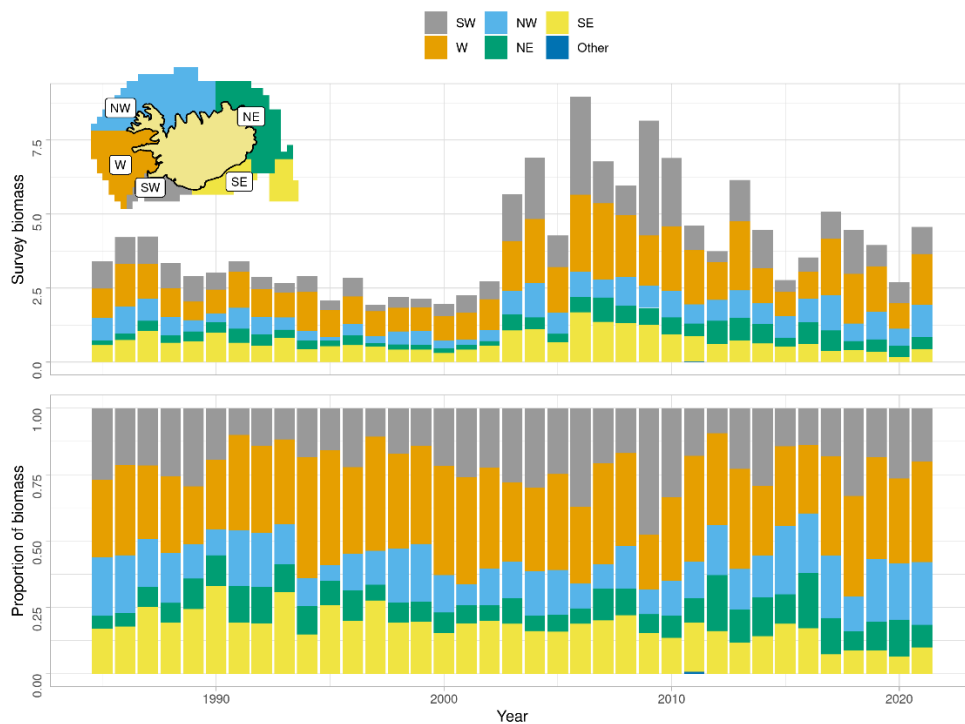 SW NW SE
W NE Other
Survey biomass
7.5
5.0
2.5
0.0
NW
NE
W
SW
SE
Proportion of biomass
1.00
0.75
0.50
0.25
0.00
1990 2000 2010 2020
Year